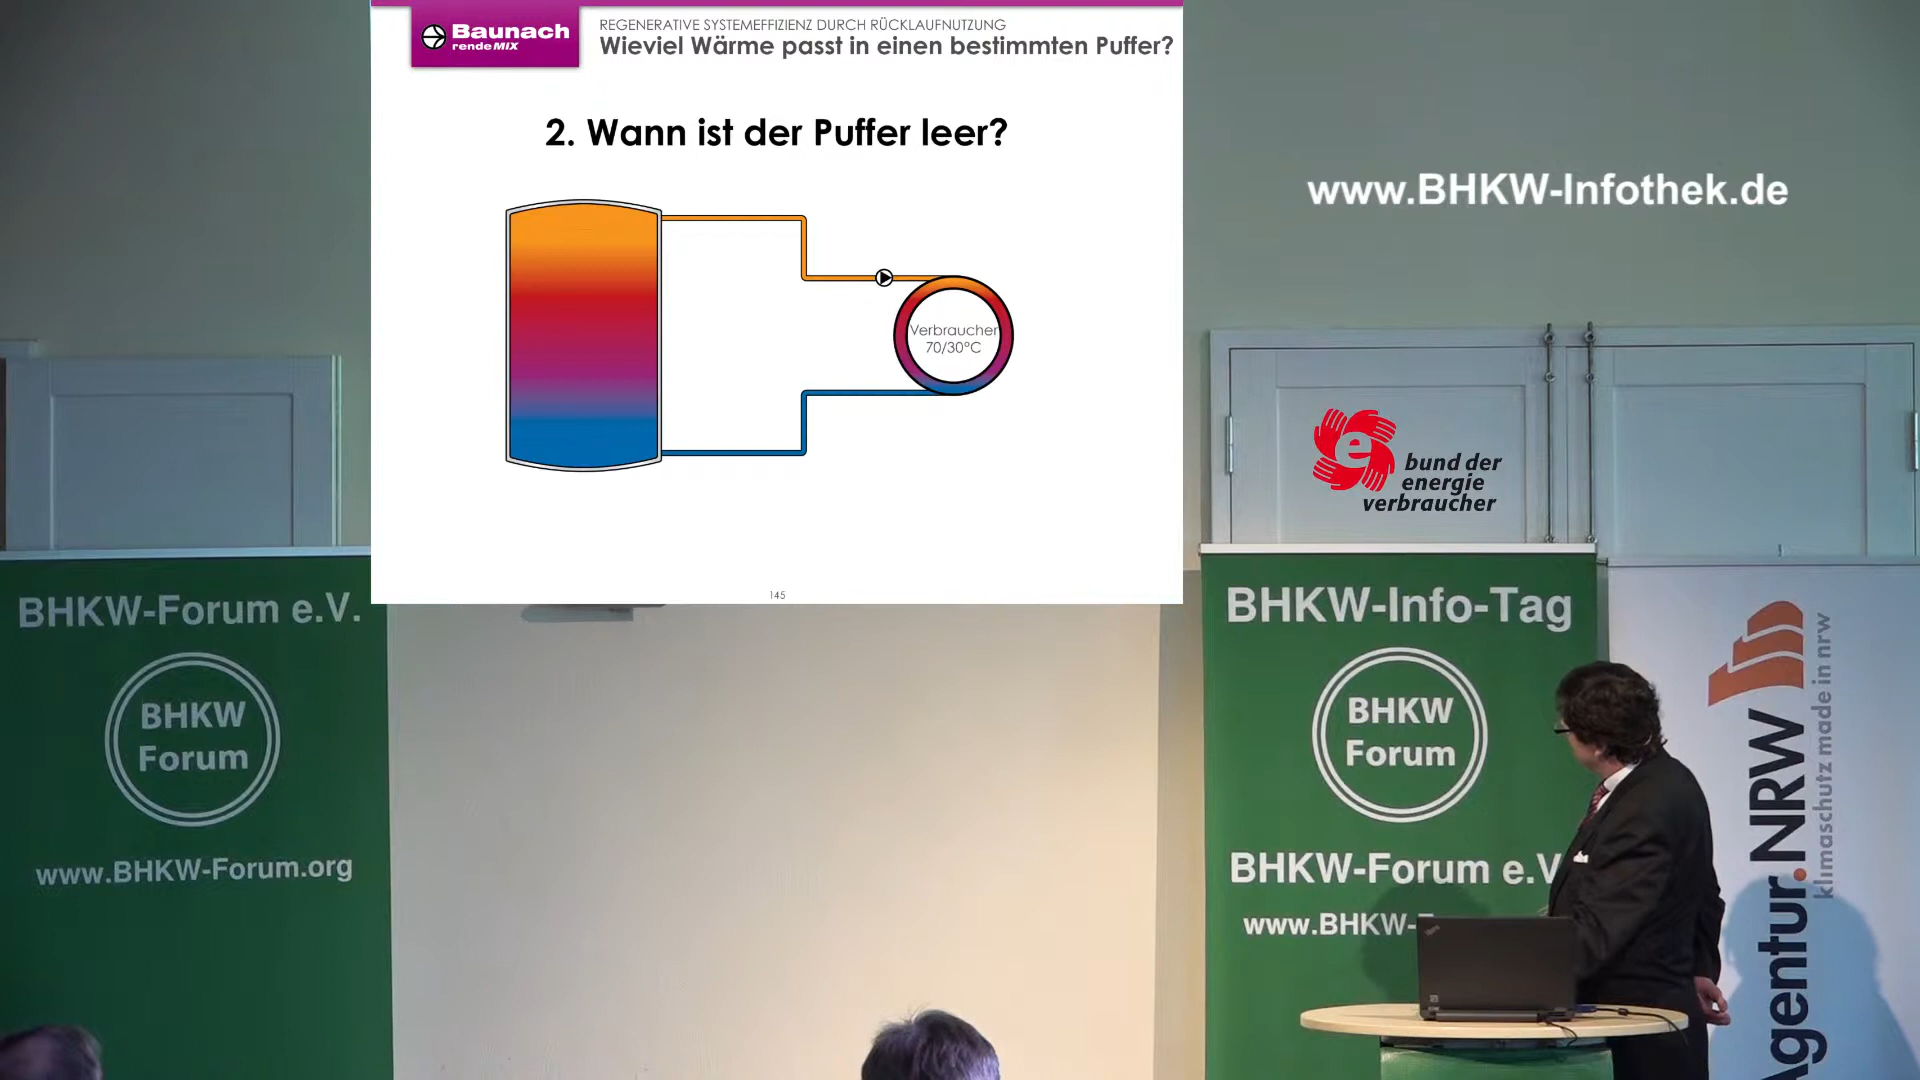 Baunach
rendeMIX
REGENERATIVE SYSTEMEFFIZIENZ DURCH RÜCKLAUFNUTZUNG
Wieviel Wärme passt in einen bestimmten Puffer?
2. Wann ist der Puffer leer?
Verbraucher
70/30°C
145
www.BHKW-Infothek.de
e
bund der
energie
verbraucher
BHKW-Forum e.V.
BHKW
Forum
www.BHKW-Forum.org
BHKW-Info-Tag
BHKW
Forum
BHKW-Forum e.V
www.BHKW-
Agentur.NRW
klimaschutz made in nrw